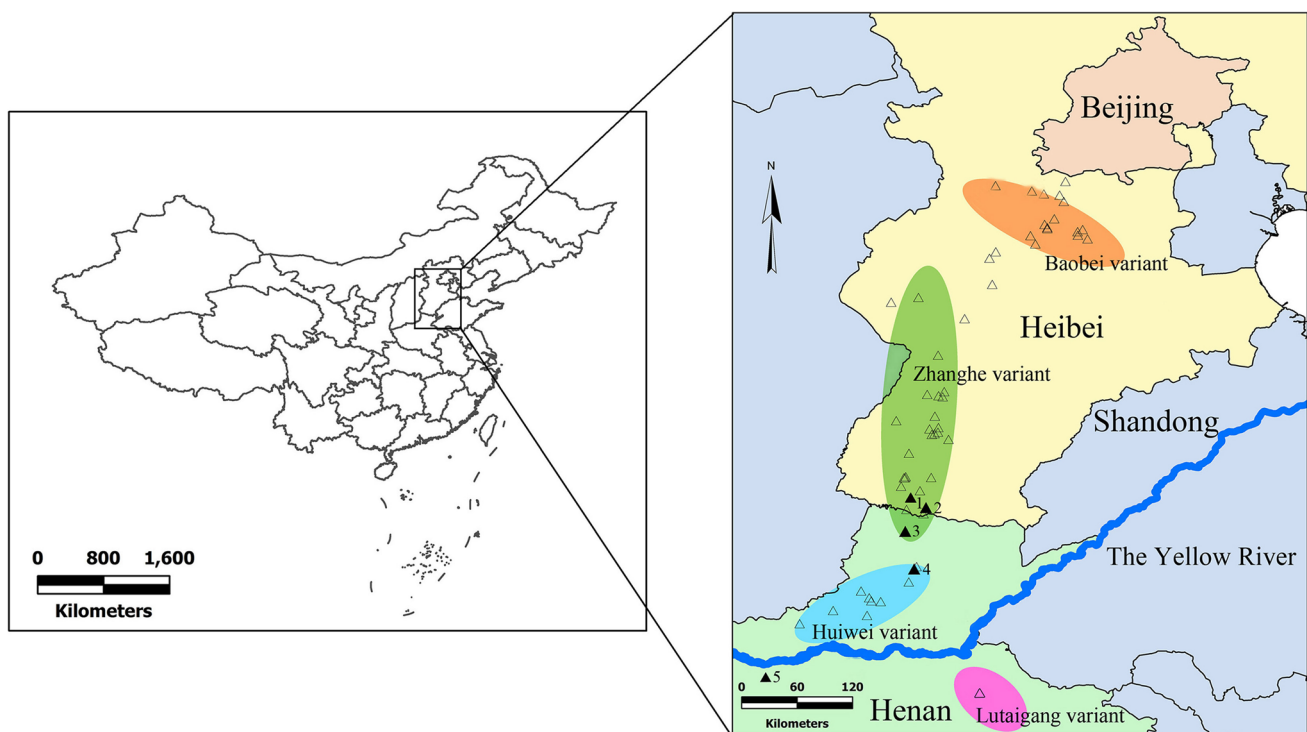 0 800 1,600
Kilometers
Beijing
N
Baobei variant
Heibei
Zhanghe variant
Shandong
1
2
3
The Yellow River
4
Huiwei variant
5
0 60 120
Kilometers
Henan
Lutaigang variant